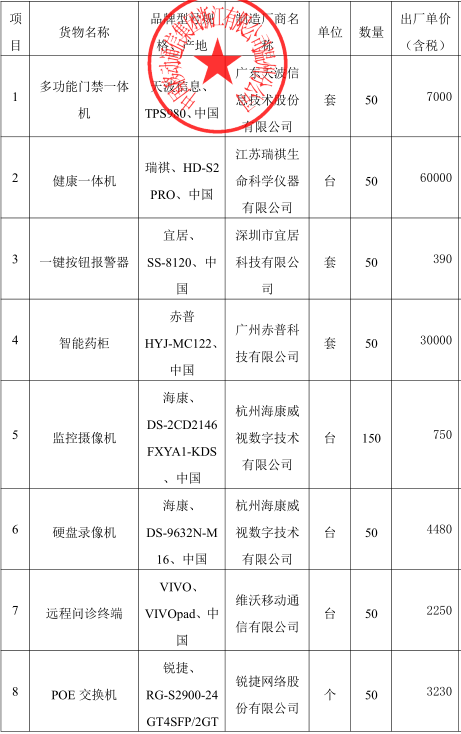 项
目
货物名称
品牌型
格、产地
制造厂商名
称
单位
数量
出厂单价
（含税）
1
多功能门禁一体
机
天波信息、
TPS980、中国
广东天波信
息技术股份
有限公司
套
50
7000
2
健康一体机
瑞祺、HD-S2
PRO、中国
江苏瑞祺生
命科学仪器
有限公司
台
50
60000
3
一键按钮报警器
宜居、
SS-8120、中
国
深圳市宜居
科技有限公
司
套
50
390
4
智能药柜
赤普
HYJ-MC122、
中国
广州赤普科
技有限公司
套
50
30000
5
监控摄像机
海康、
DS-2CD2146
FXYA1-KDS
、中国
杭州海康威
视数字技术
有限公司
台
150
750
6
硬盘录像机
海康、
DS-9632N-M
16、中国
杭州海康威
视数字技术
有限公司
台
50
4480
7
远程问诊终端
VIVO、
VIVOpad、中
国
维沃移动通
信有限公司
台
50
2250
8
POE 交换机
锐捷、
RG-S2900-24
GT4SFP/2GT
锐捷网络股
份有限公司
个
50
3230